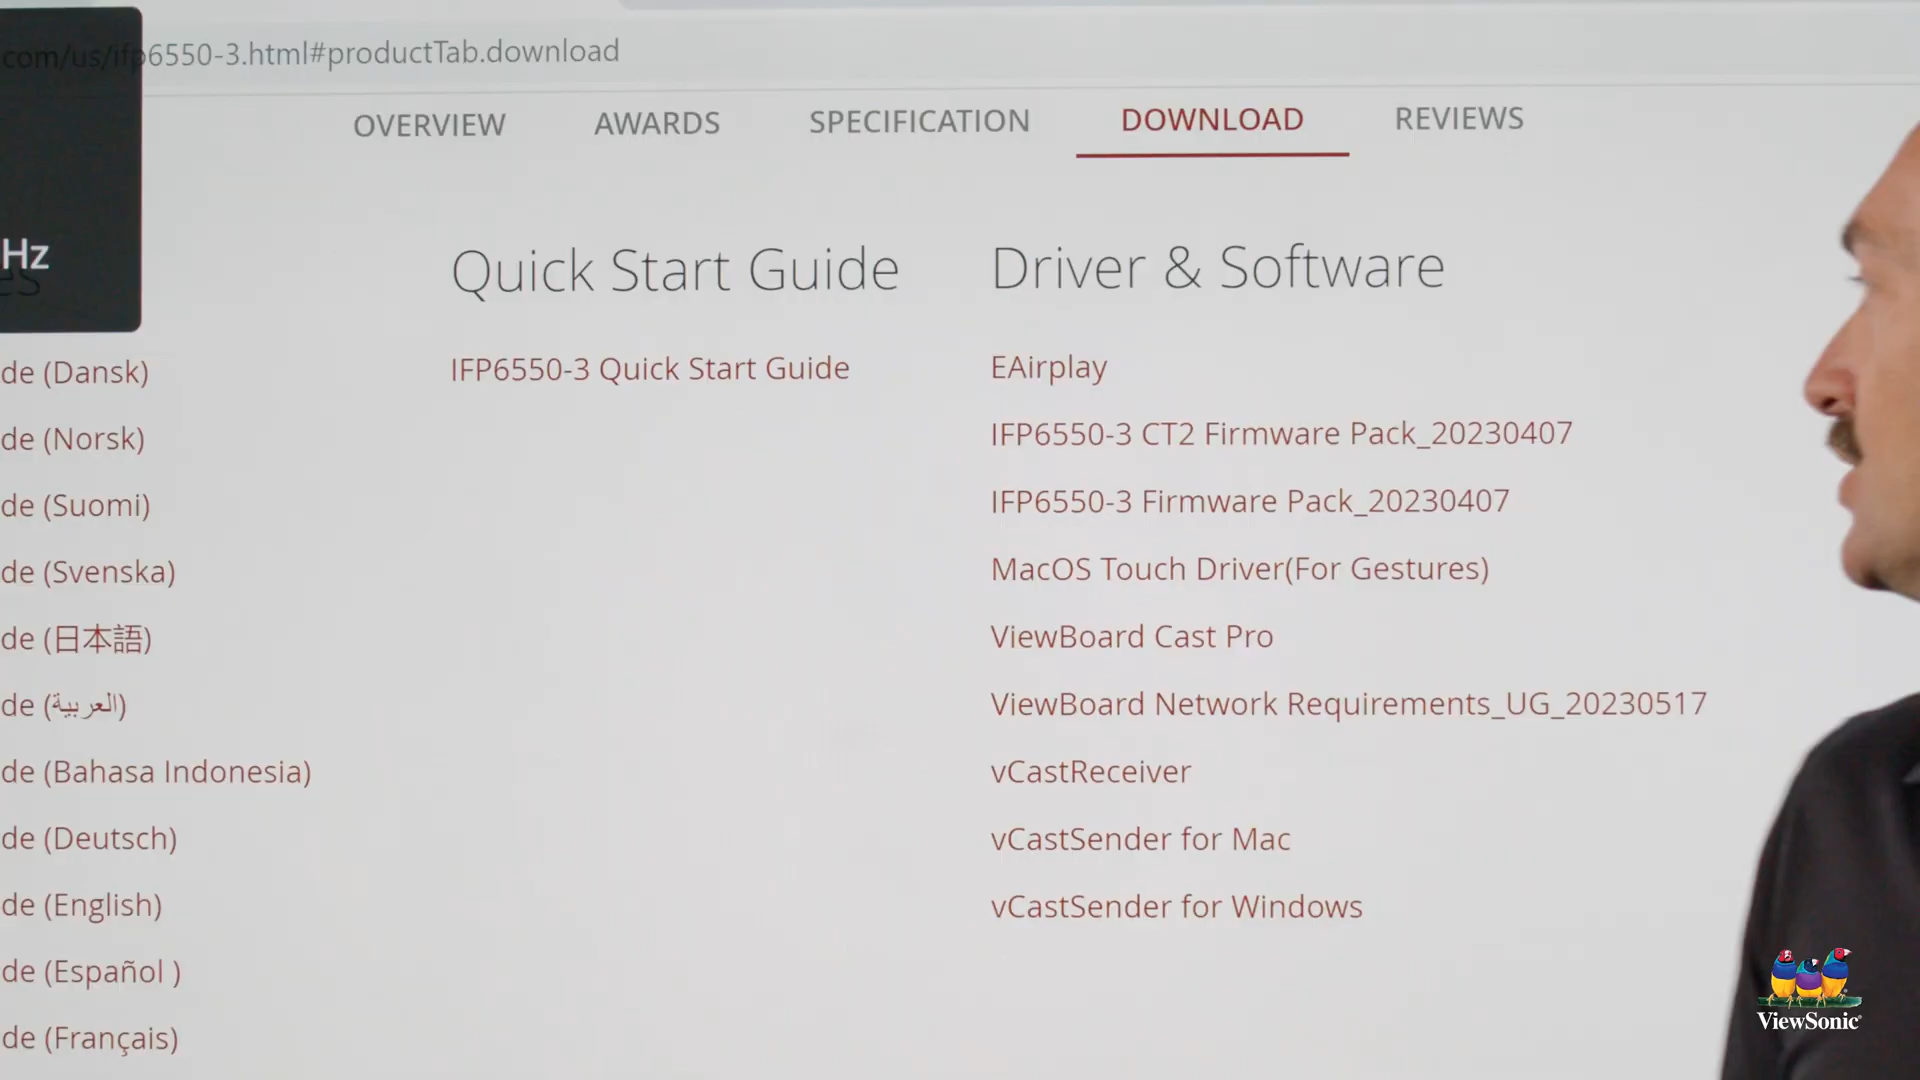 com/us/ifp6550-3.html#productTab.download
OVERVIEW AWARDS SPECIFICATION DOWNLOAD REVIEWS
Hz
es
Quick Start Guide
Driver & Software
de (Dansk)
de (Norsk)
de (Suomi)
de (Svenska)
de (日本語)
de (العربية)
de (Bahasa Indonesia)
de (Deutsch)
de (English)
de (Español )
de (Français)
IFP6550-3 Quick Start Guide
EAirplay
IFP6550-3 CT2 Firmware Pack_20230407
IFP6550-3 Firmware Pack_20230407
MacOS Touch Driver(For Gestures)
ViewBoard Cast Pro
ViewBoard Network Requirements_UG_20230517
vCastReceiver
vCastSender for Mac
vCastSender for Windows
ViewSonic